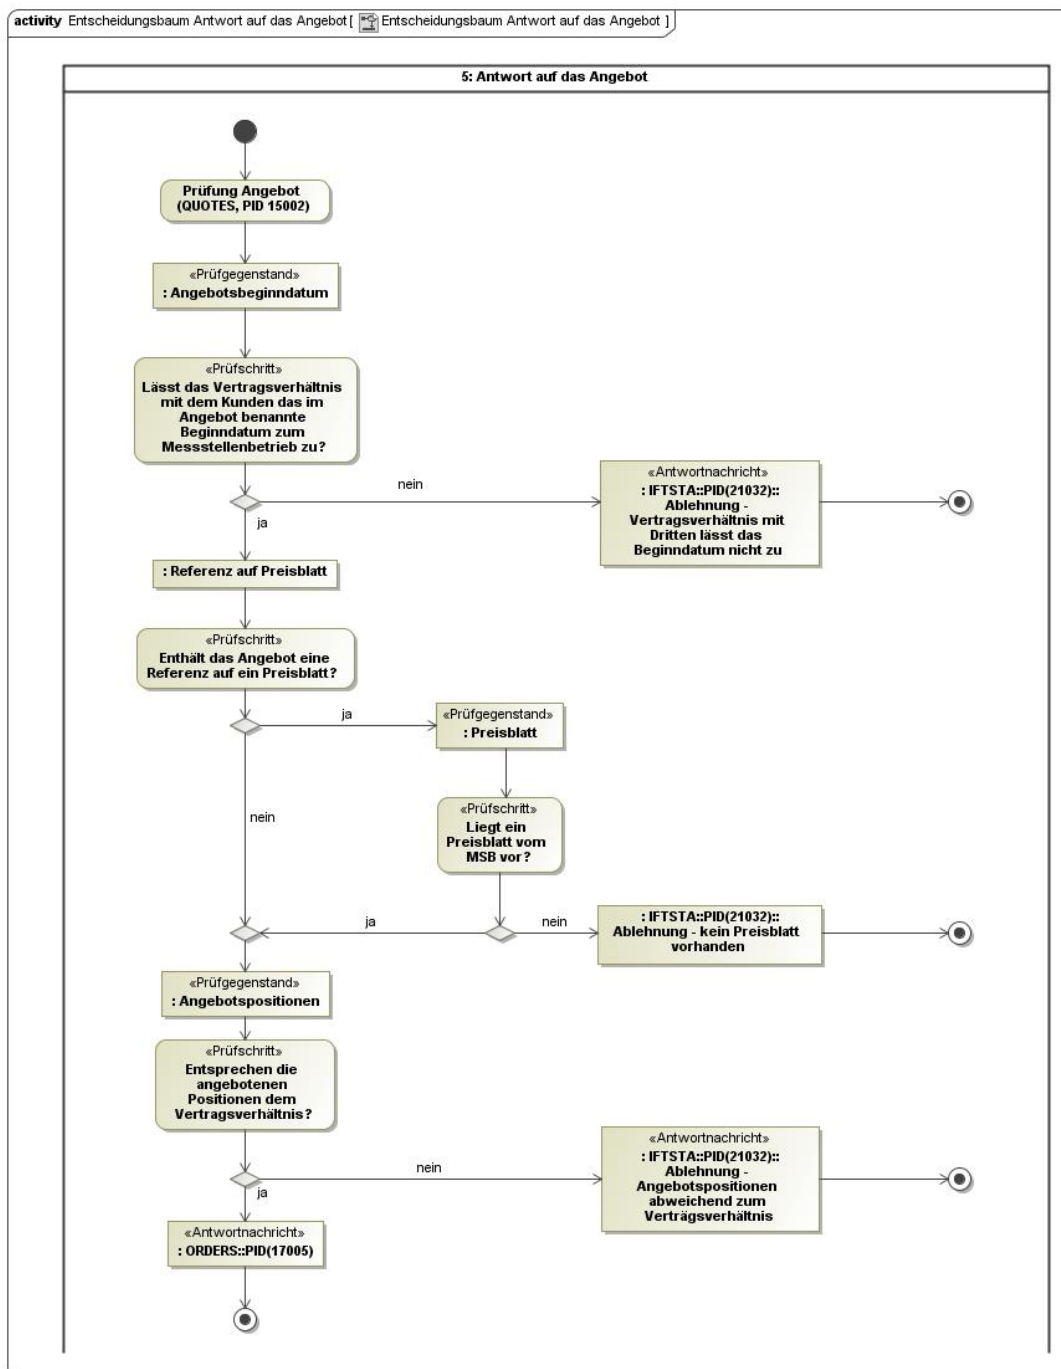 activity Entscheidungsbaum Antwort auf das Angebot[ Entscheidungsbaum Antwort auf das Angebot ]
5: Antwort auf das Angebot
Prüfung Angebot
(QUOTES, PID 15002)
«Prüfgegenstand»
: Angebotsbeginndatum
«Prüfschritt»
Lässt das Vertragsverhältnis
mit dem Kunden das im
Angebot benannte
Beginndatum zum
Messstellenbetrieb zu?
nein
«Antwortnachricht»
: IFTSTA::PID(21032)::
Ablehnung -
Vertragsverhältnis mit
Dritten lässt das
Beginndatum nicht zu
ja
: Referenz auf Preisblatt
«Prüfschritt»
Enthält das Angebot eine
Referenz auf ein Preisblatt?
ja
«Prüfgegenstand»
: Preisblatt
«Prüfschritt»
Liegt ein
Preisblatt vom
MSB vor?
nein
ja
nein
: IFTSTA::PID(21032)::
Ablehnung - kein Preisblatt
vorhanden
«Prüfgegenstand»
: Angebotspositionen
«Prüfschritt»
Entsprechen die
angebotenen
Positionen dem
Vertragsverhältnis?
nein
«Antwortnachricht»
: IFTSTA::PID(21032)::
Ablehnung -
Angebotspositionen
abweichend zum
Verträgsverhältnis
ja
«Antwortnachricht»
: ORDERS::PID(17005)